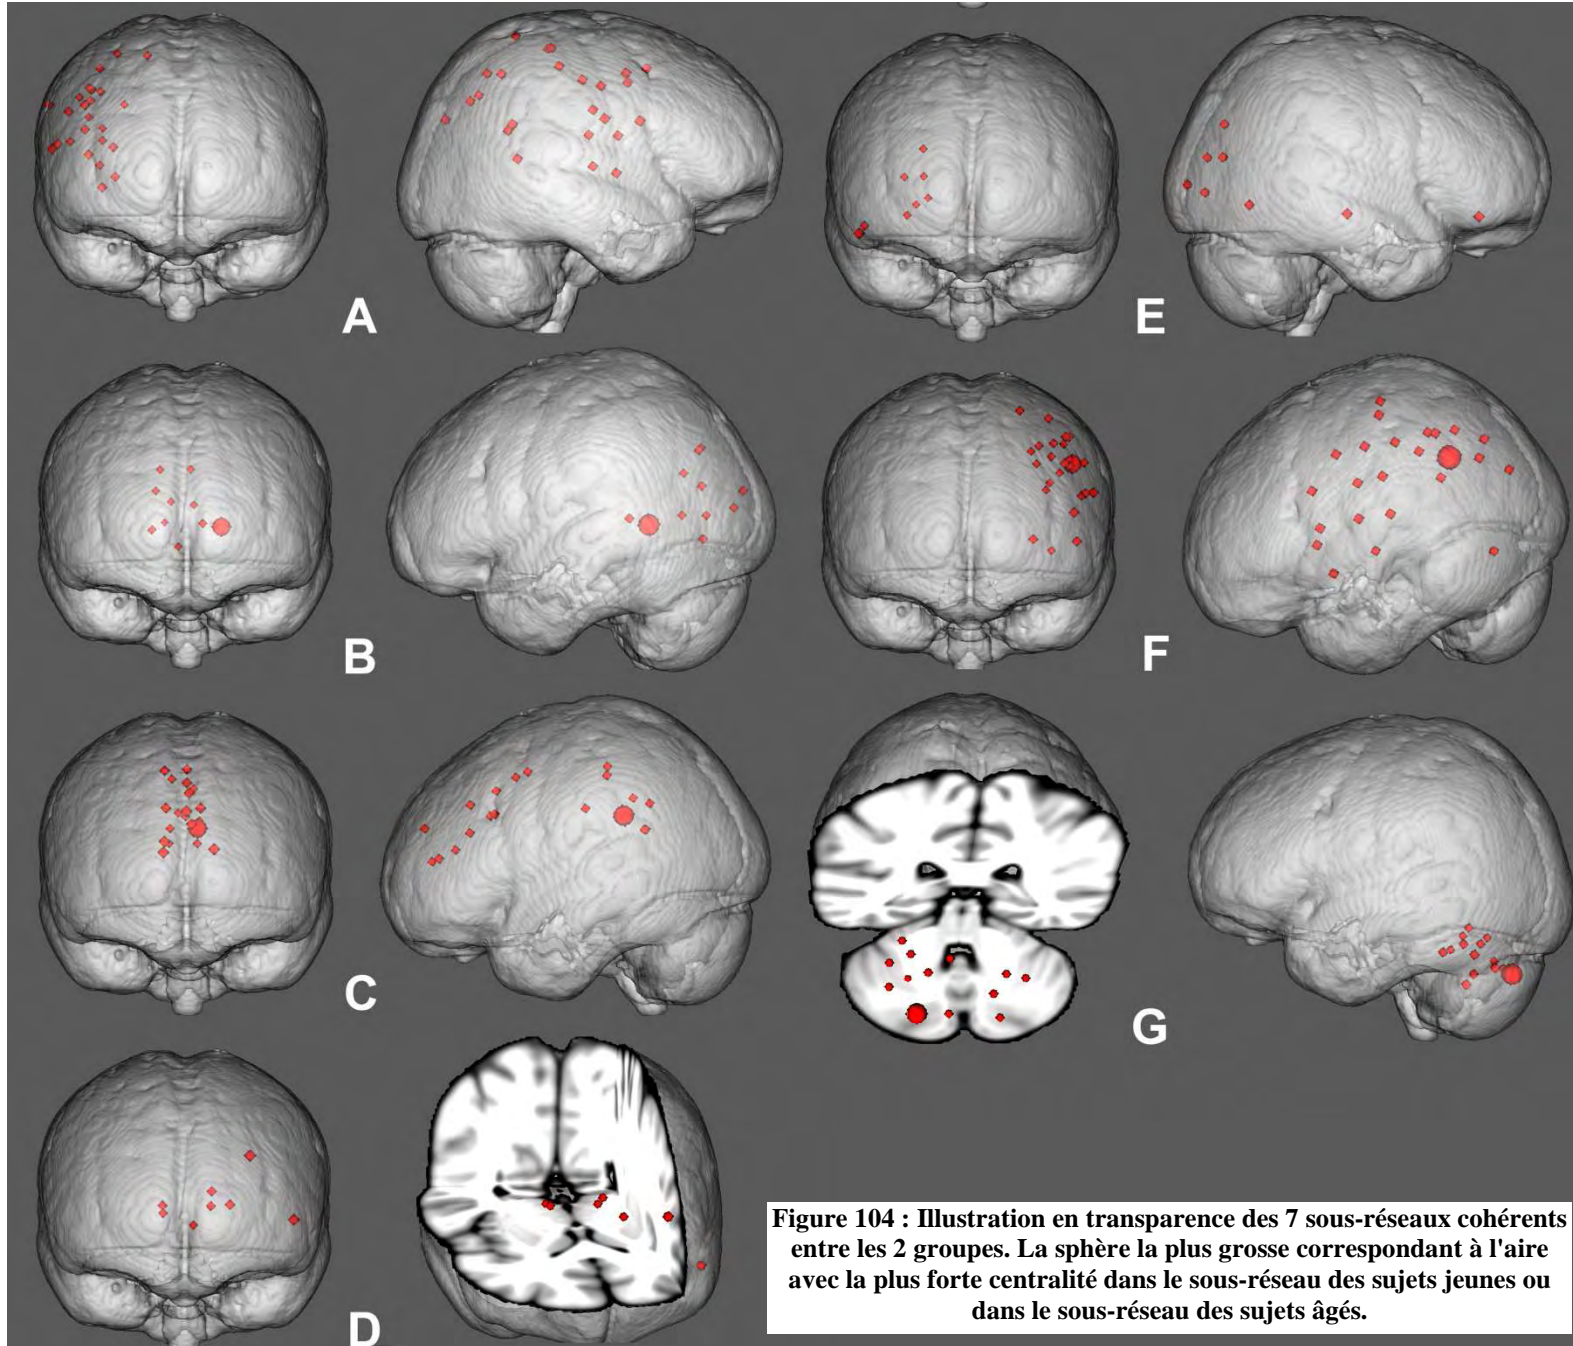 A
E
B
F
C
G
D
Figure 104 : Illustration en transparence des 7 sous-réseaux cohérents
entre les 2 groupes. La sphère la plus grosse correspondant à l'aire
avec la plus forte centralité dans le sous-réseau des sujets jeunes ou
dans le sous-réseau des sujets âgés.